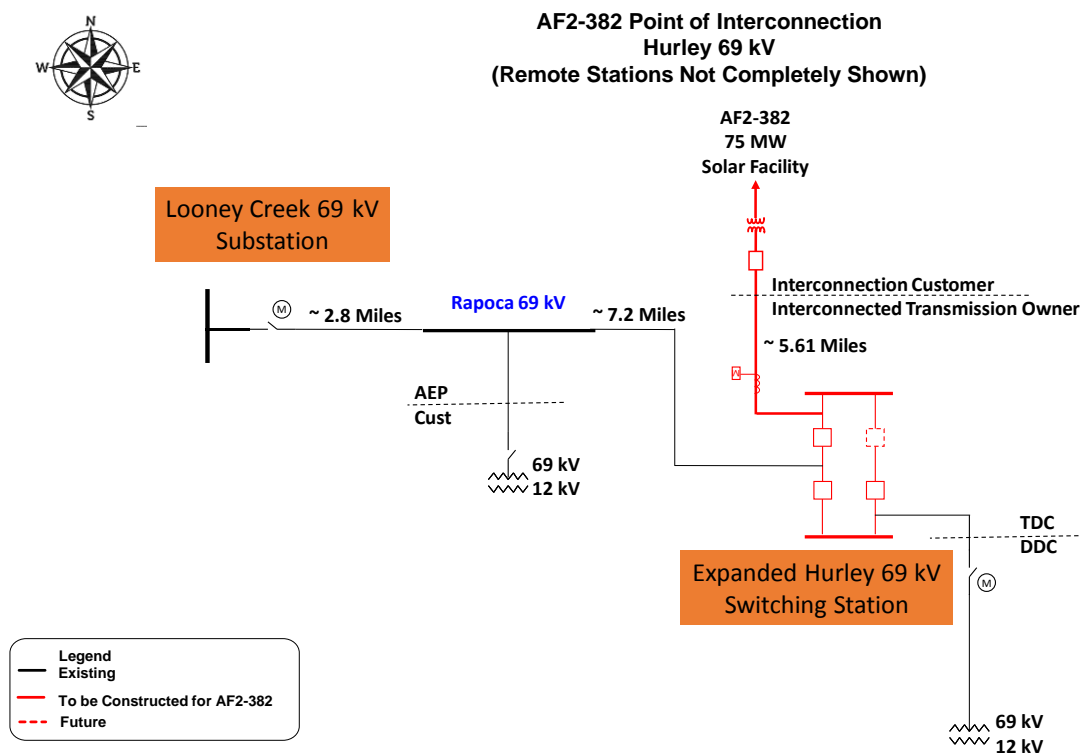 AF2-382 Point of Interconnection
Hurley 69 kV
(Remote Stations Not Completely Shown)
N
W
E
S
AF2-382
75 MW
Solar Facility
Looney Creek 69 kV
Substation
Interconnection Customer
Interconnected Transmission Owner
M
~ 2.8 Miles
Rapoca 69 kV
~ 7.2 Miles
~ 5.61 Miles
M
AEP
Cust
69 kV
12 kV
TDC
DDC
Expanded Hurley 69 kV
Switching Station
M
Legend
Existing
To be Constructed for AF2-382
Future
69 kV
12 kV